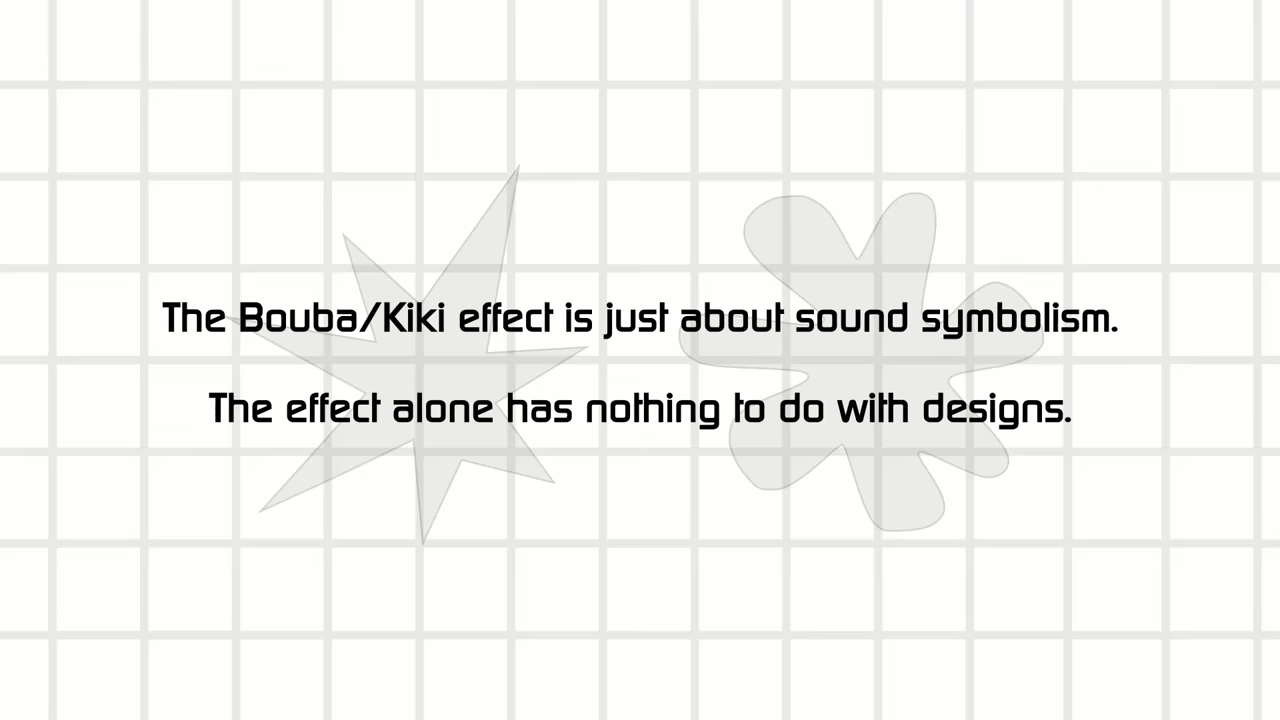 The Bouba/Kiki effect is just about sound symbolism.
The effect alone has nothing to do with designs.